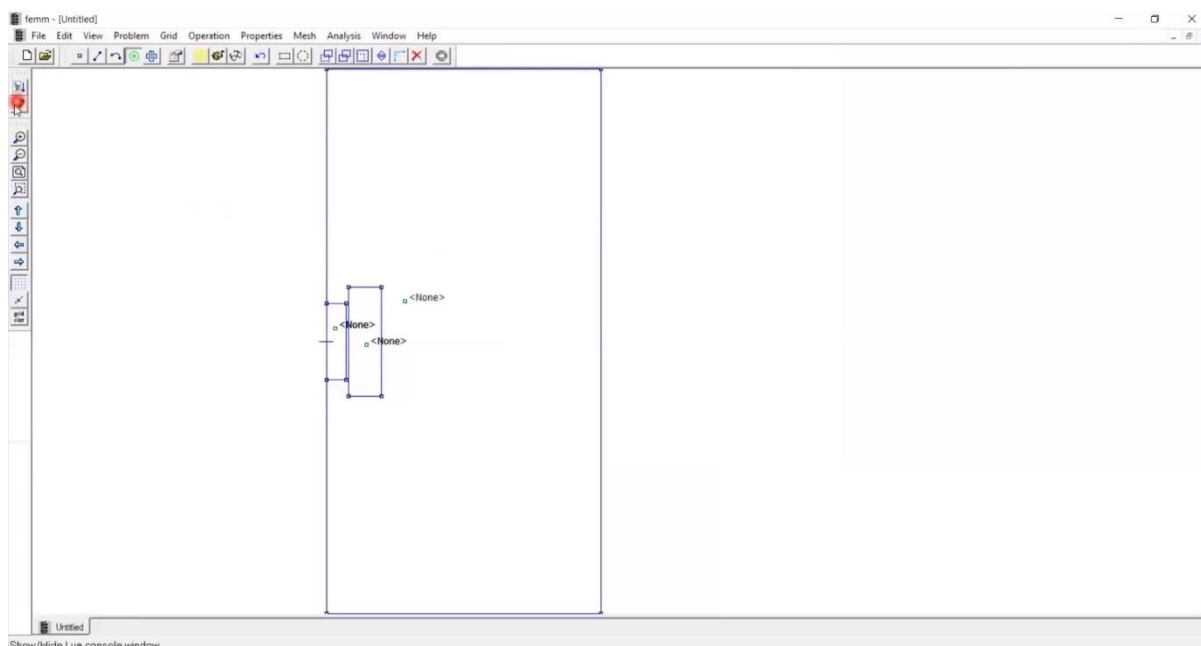 femm - [Untitled]
File Edit View Problem Grid Operation Properties Mesh Analysis Window Help
<None>
<None>
<None>
Untitled
Show/Hide Lua console window